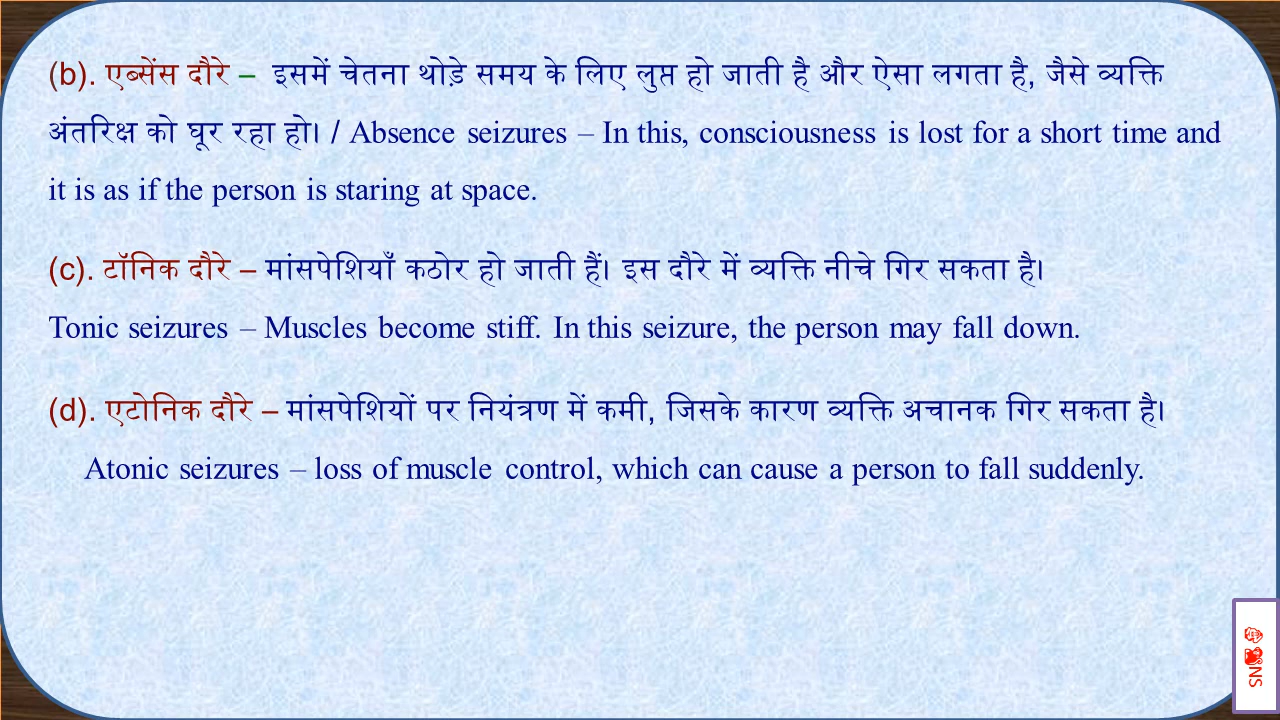 (b). एब्सेंस दौरे – इसमें चेतना थोड़े समय के लिए लुप्त हो जाती है और ऐसा लगता है, जैसे व्यक्ति
अंतरिक्ष को घूर रहा हो। / Absence seizures – In this, consciousness is lost for a short time and
it is as if the person is staring at space.
(c). टॉनिक दौरे – मांसपेशियाँ कठोर हो जाती हैं। इस दौरे में व्यक्ति नीचे गिर सकता है।
Tonic seizures – Muscles become stiff. In this seizure, the person may fall down.
(d). एटोनिक दौरे – मांसपेशियों पर नियंत्रण में कमी, जिसके कारण व्यक्ति अचानक गिर सकता है।
Atonic seizures – loss of muscle control, which can cause a person to fall suddenly.
NS